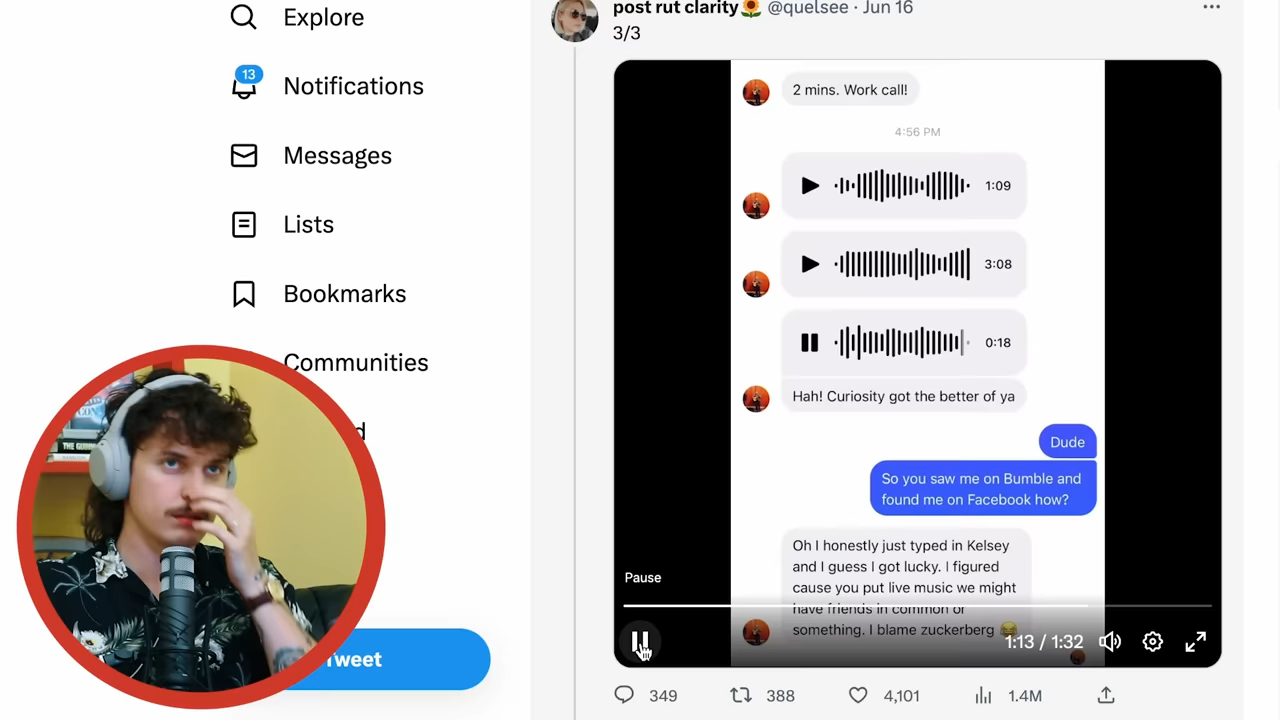 Explore
13
Notifications
Messages
Lists
Bookmarks
Communities
d
Tweet
post rut clarity🌻 @quelsee · Jun 16
3/3
2 mins. Work call!
4:56 PM
1:09
3:08
0:18
Hah! Curiosity got the better of ya
Dude
So you saw me on Bumble and
found me on Facebook how?
Oh I honestly just typed in Kelsey
and I guess I got lucky. I figured
cause you put live music we might
have friends in common or
something. I blame zuckerberg 😂
Pause
1:13 / 1:32
349
388
4,101
1.4M